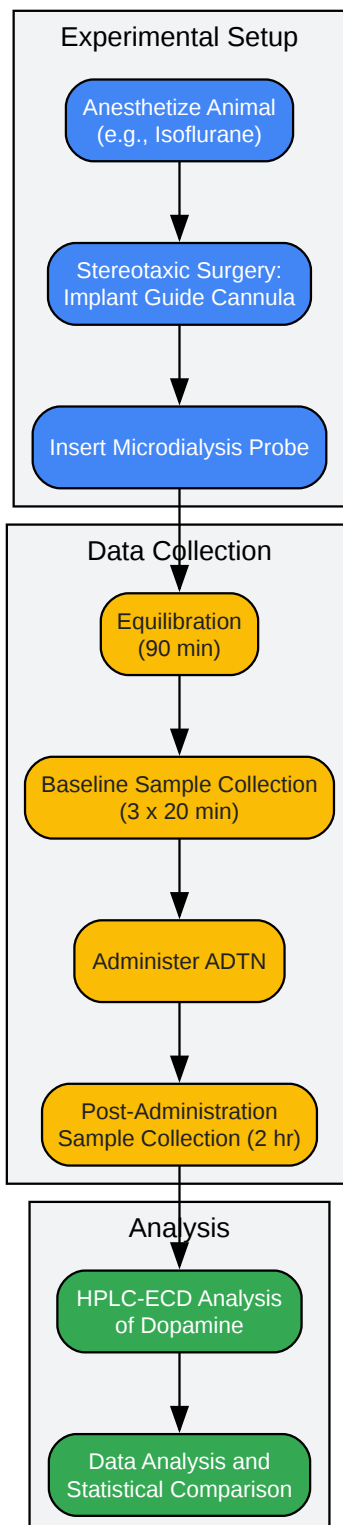 Experimental Setup
Anesthetize Animal
(e.g., Isoflurane)
Stereotaxic Surgery:
Implant Guide Cannula
Insert Microdialysis Probe
Data Collection
Equilibration
(90 min)
Baseline Sample Collection
(3 x 20 min)
Administer ADTN
Post-Administration
Sample Collection (2 hr)
Analysis
HPLC-ECD Analysis
of Dopamine
Data Analysis and
Statistical Comparison